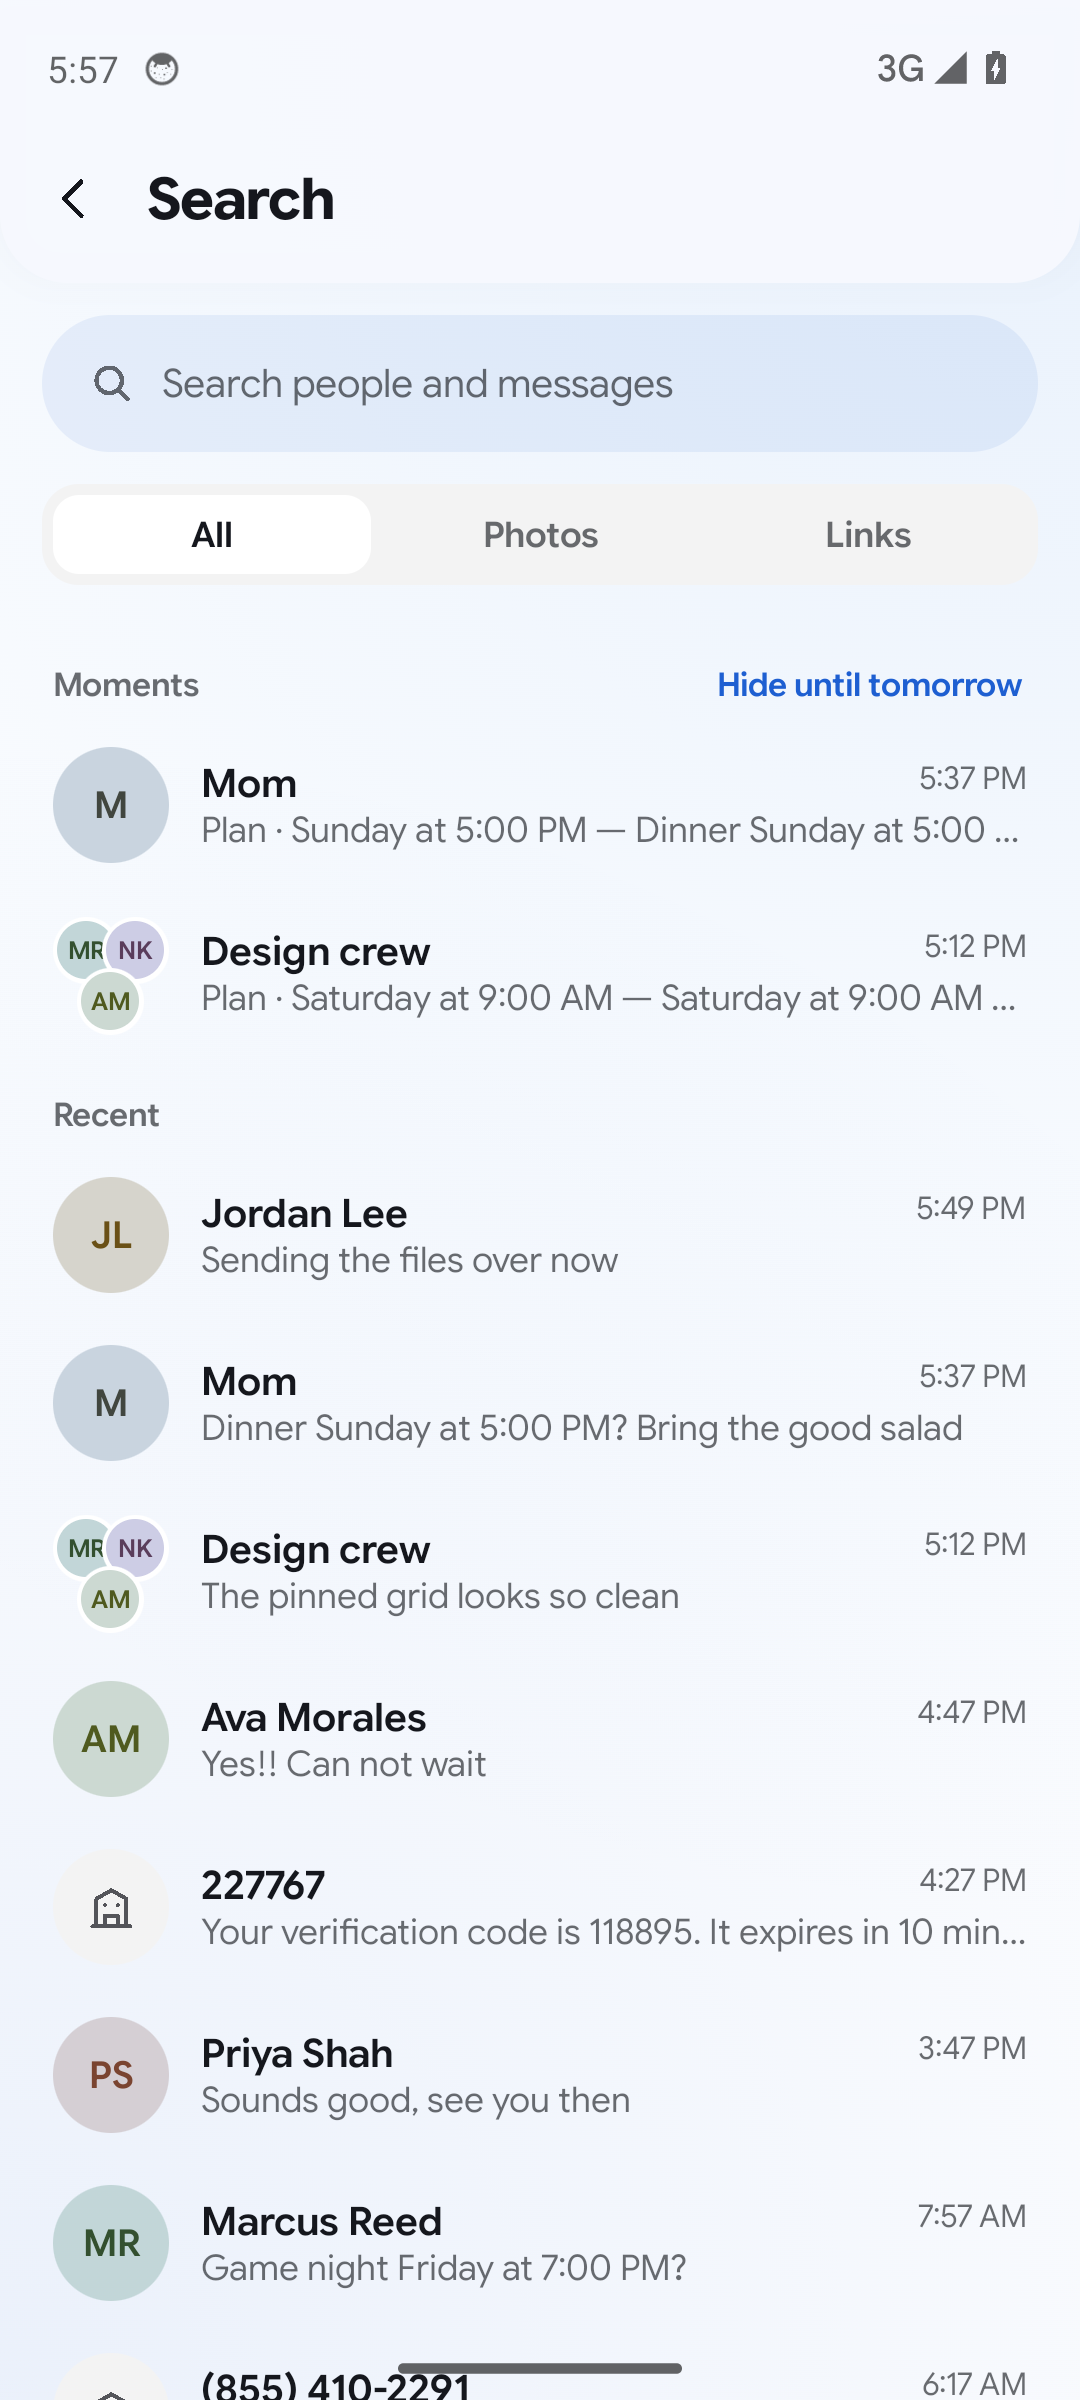 5:57
3G
Search
Search people and messages
All
Photos
Links
Moments
Hide until tomorrow
M
Mom
5:37 PM
Plan · Sunday at 5:00 PM — Dinner Sunday at 5:00 ...
MR
NK
AM
Design crew
5:12 PM
Plan · Saturday at 9:00 AM — Saturday at 9:00 AM ...
Recent
JL
Jordan Lee
5:49 PM
Sending the files over now
M
Mom
5:37 PM
Dinner Sunday at 5:00 PM? Bring the good salad
MR
NK
AM
Design crew
5:12 PM
The pinned grid looks so clean
AM
Ava Morales
4:47 PM
Yes!! Can not wait
227767
4:27 PM
Your verification code is 118895. It expires in 10 min...
PS
Priya Shah
3:47 PM
Sounds good, see you then
MR
Marcus Reed
7:57 AM
Game night Friday at 7:00 PM?
(855) 410-2291
6:17 AM